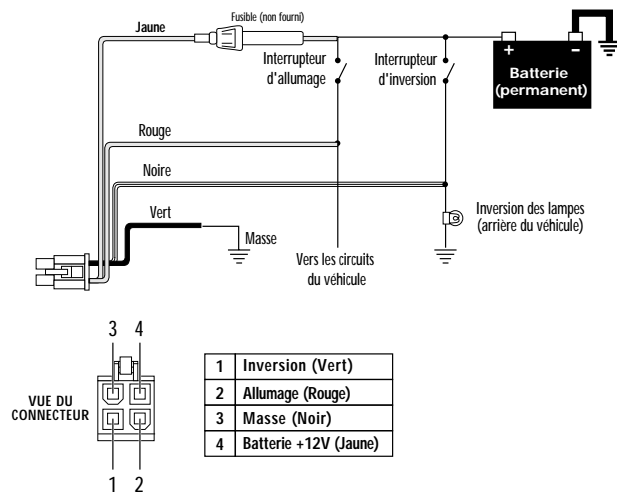 Jaune
Fusible (non fourni)
Interrupteur
d'allumage
Interrupteur
d'inversion
+ –
Batterie
(permanent)
Rouge
Noire
Vert
Masse
Vers les circuits
du véhicule
Inversion des lampes
(arrière du véhicule)
3 4
VUE DU
CONNECTEUR
1 2
1 Inversion (Vert)
2 Allumage (Rouge)
3 Masse (Noir)
4 Batterie +12V (Jaune)